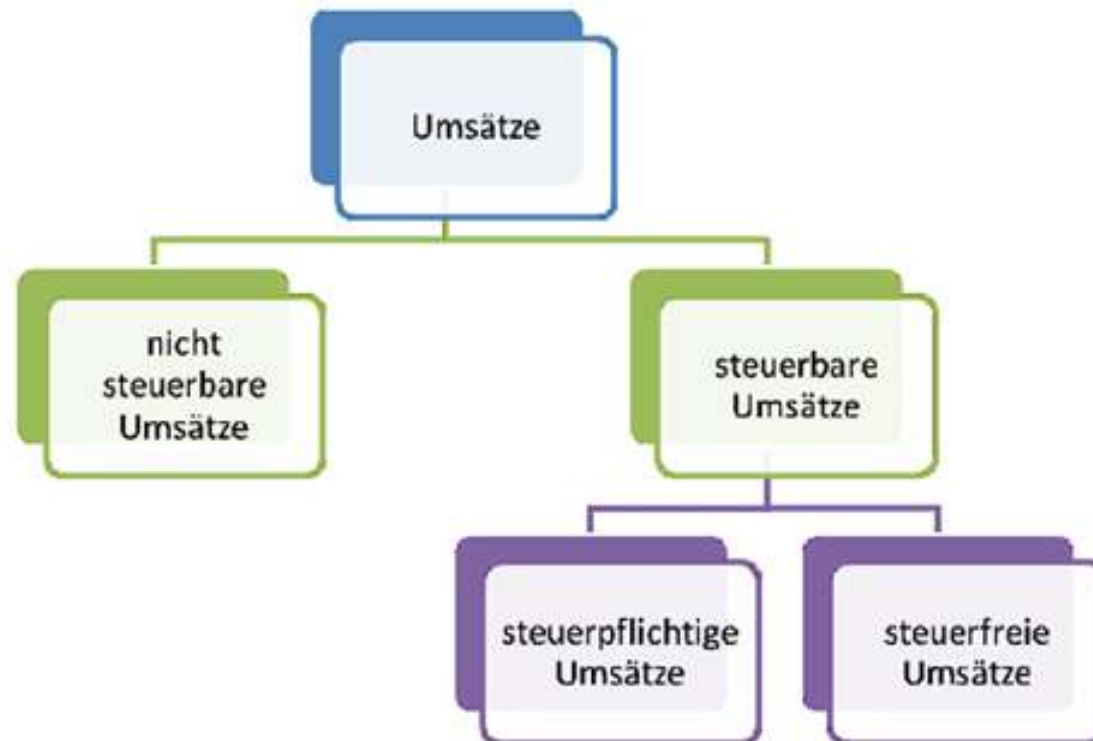 Umsätze
nicht
steuerbare
Umsätze
steuerbare
Umsätze
steuerpflichtige
Umsätze
steuerfreie
Umsätze